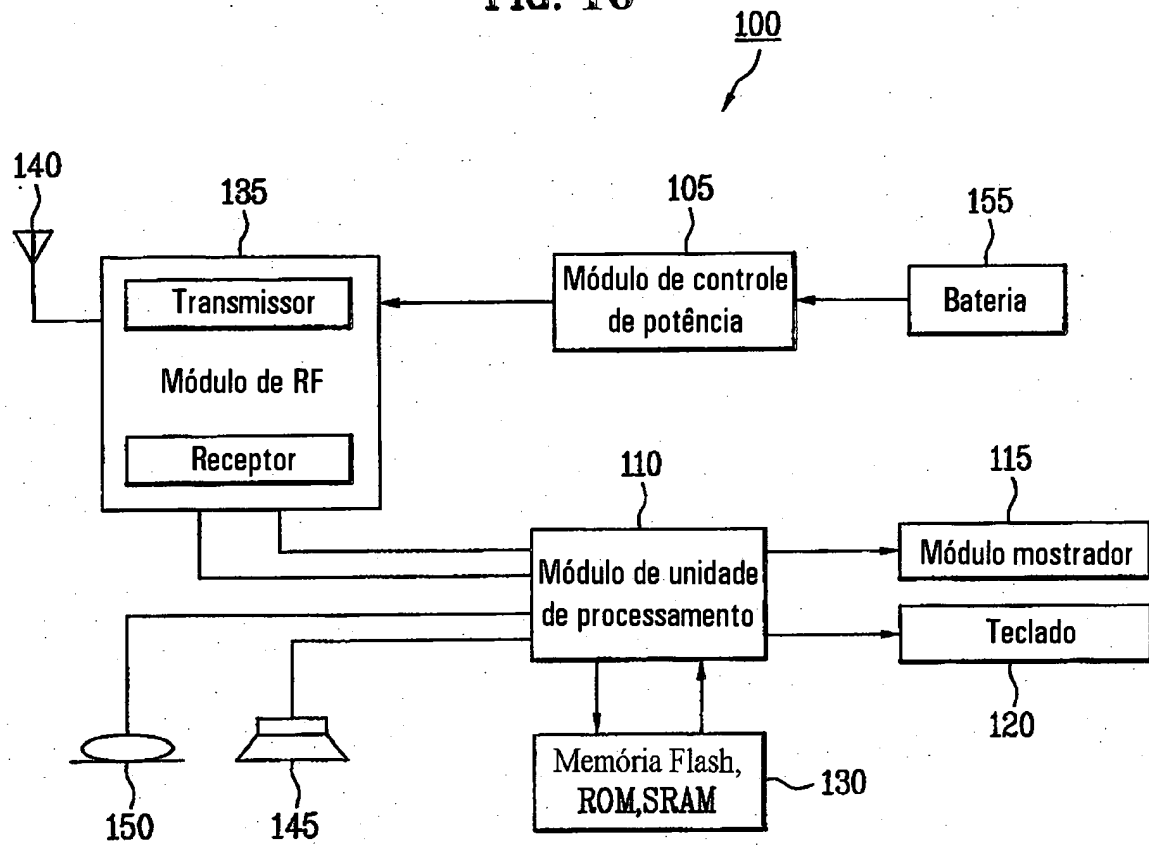 100
140
135
105
155
Transmissor
Módulo de RF
Receptor
Módulo de controle
de potência
Bateria
110
115
Módulo de unidade
de processamento
Módulo mostrador
Teclado
120
Memória Flash,
ROM,SRAM
130
150
145